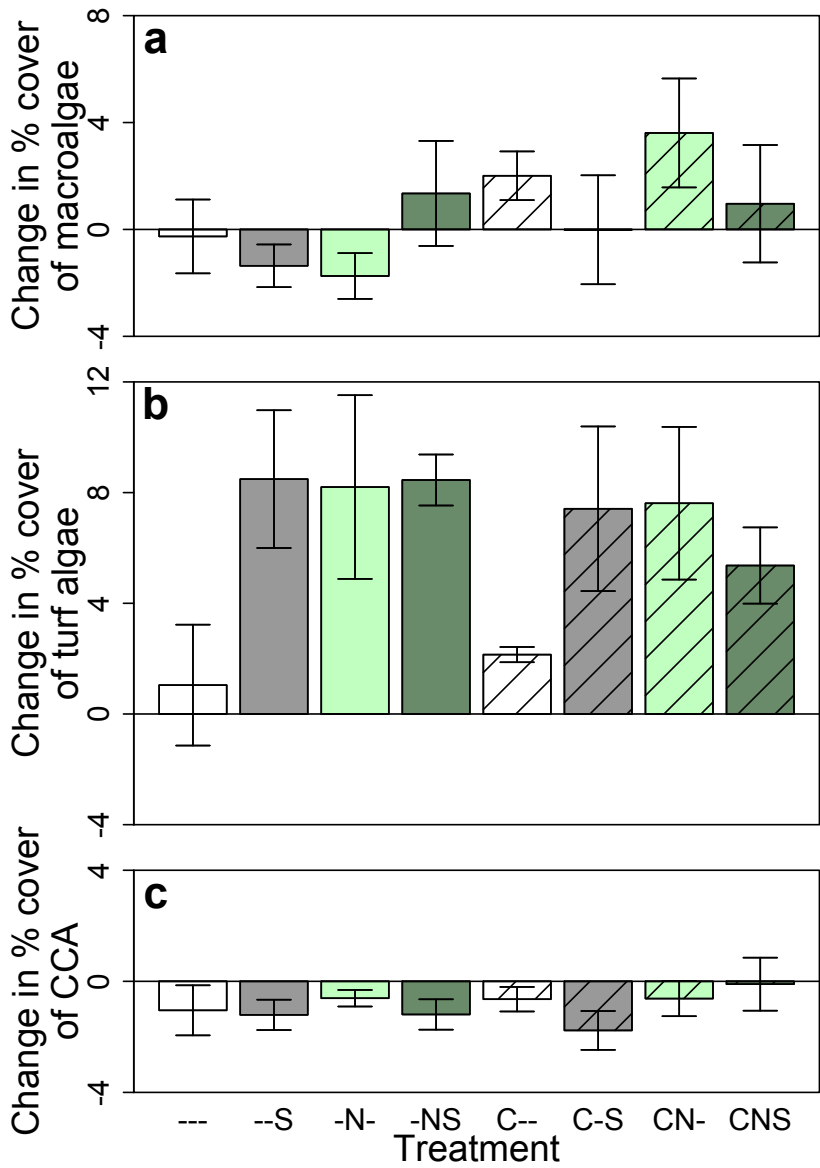 a
Change in % cover
of macroalgae
8
4
0
-4
b
Change in % cover
of turf algae
12
8
4
0
-4
c
Change in % cover
of CCA
4
0
-4
--- --S -N- -NS C-- C-S CN- CNS
Treatment